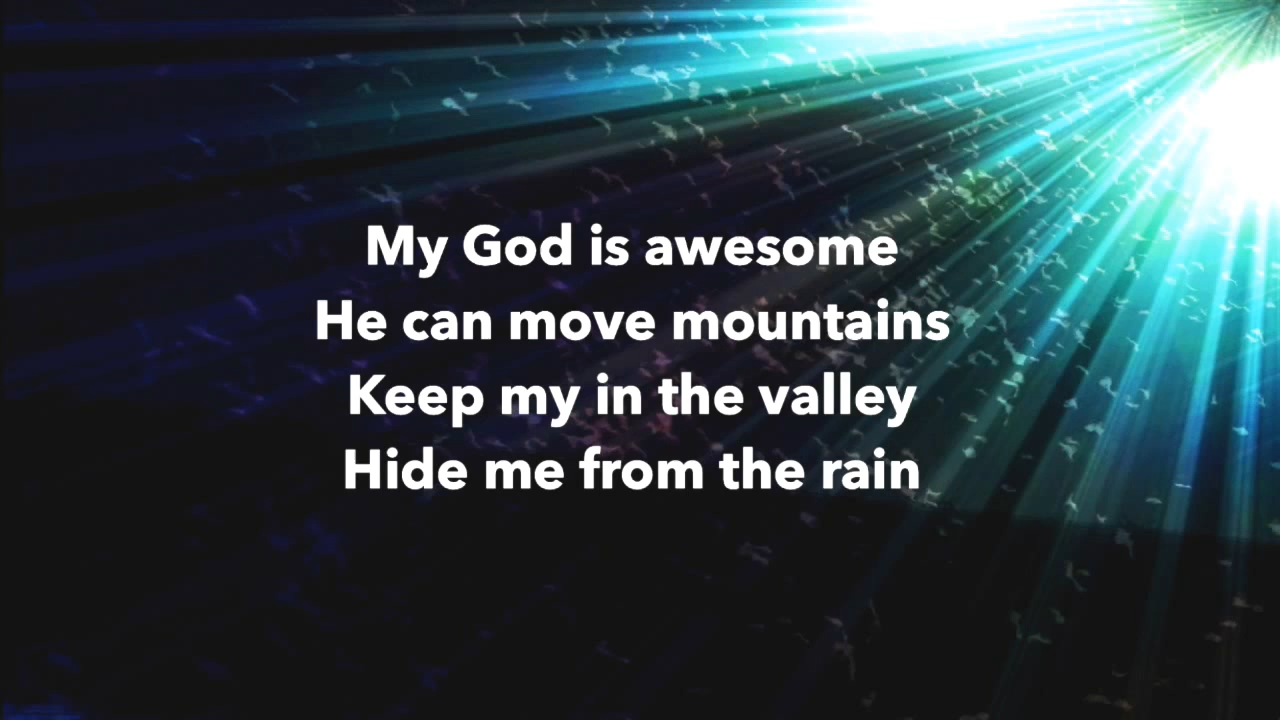 My God is awesome
He can move mountains
Keep my in the valley
Hide me from the rain